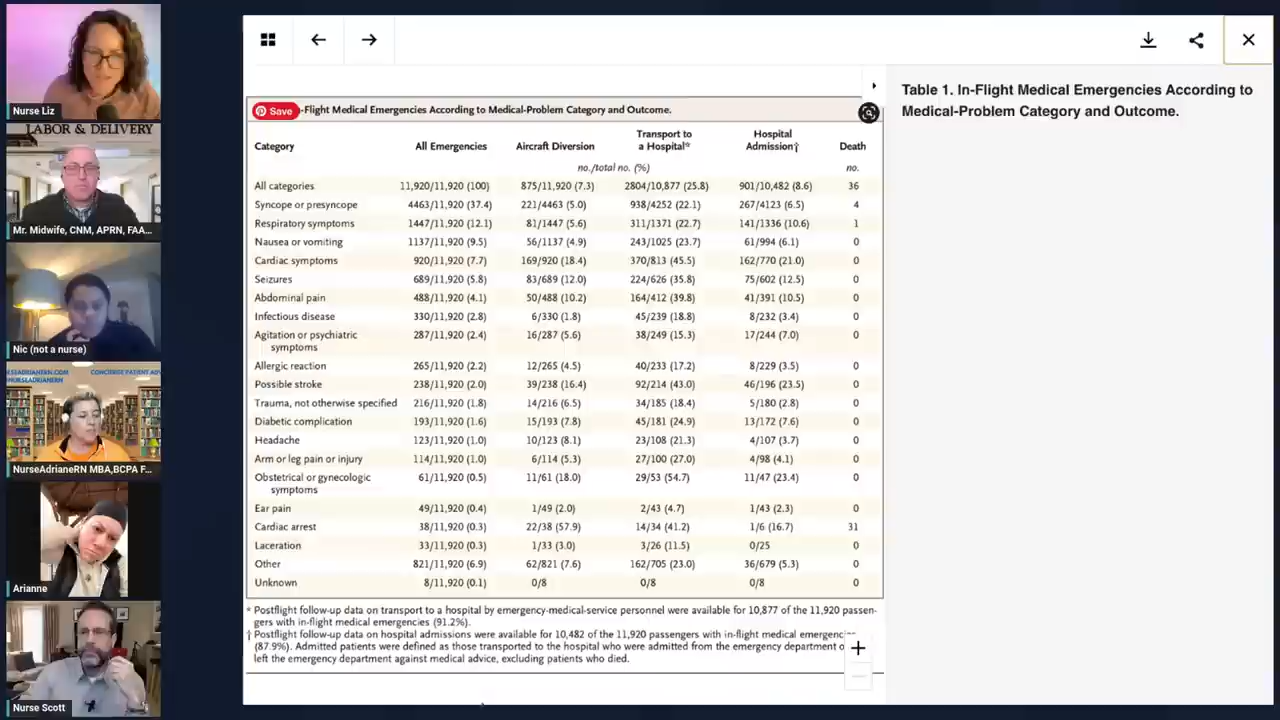 Nurse Liz
LABOR & DELIVERY
Mr. Midwife, CNM, APRN, FAA...
Nic (not a nurse)
NurseAdrianeRN MBA,BCPA F...
Arianne
Nurse Scott
Save
-Flight Medical Emergencies According to Medical-Problem Category and Outcome.
Category All Emergencies Aircraft Diversion Transport to a Hospital* Hospital Admission† Death
no./total no. (%) no.
All categories 11,920/11,920 (100) 875/11,920 (7.3) 2804/10,877 (25.8) 901/10,482 (8.6) 36
Syncope or presyncope 4463/11,920 (37.4) 221/4463 (5.0) 938/4252 (22.1) 267/4123 (6.5) 4
Respiratory symptoms 1447/11,920 (12.1) 81/1447 (5.6) 311/1371 (22.7) 141/1336 (10.6) 1
Nausea or vomiting 1137/11,920 (9.5) 56/1137 (4.9) 243/1025 (23.7) 61/994 (6.1) 0
Cardiac symptoms 920/11,920 (7.7) 169/920 (18.4) 370/813 (45.5) 162/770 (21.0) 0
Seizures 689/11,920 (5.8) 83/689 (12.0) 224/626 (35.8) 75/602 (12.5) 0
Abdominal pain 488/11,920 (4.1) 50/488 (10.2) 164/412 (39.8) 41/391 (10.5) 0
Infectious disease 330/11,920 (2.8) 6/330 (1.8) 45/239 (18.8) 8/232 (3.4) 0
Agitation or psychiatric symptoms 287/11,920 (2.4) 16/287 (5.6) 38/249 (15.3) 17/244 (7.0) 0
Allergic reaction 265/11,920 (2.2) 12/265 (4.5) 40/233 (17.2) 8/229 (3.5) 0
Possible stroke 238/11,920 (2.0) 39/238 (16.4) 92/214 (43.0) 46/196 (23.5) 0
Trauma, not otherwise specified 216/11,920 (1.8) 14/216 (6.5) 34/185 (18.4) 5/180 (2.8) 0
Diabetic complication 193/11,920 (1.6) 15/193 (7.8) 45/181 (24.9) 13/172 (7.6) 0
Headache 123/11,920 (1.0) 10/123 (8.1) 23/108 (21.3) 4/107 (3.7) 0
Arm or leg pain or injury 114/11,920 (1.0) 6/114 (5.3) 27/100 (27.0) 4/98 (4.1) 0
Obstetrical or gynecologic symptoms 61/11,920 (0.5) 11/61 (18.0) 29/53 (54.7) 11/47 (23.4) 0
Ear pain 49/11,920 (0.4) 1/49 (2.0) 2/43 (4.7) 1/43 (2.3) 0
Cardiac arrest 38/11,920 (0.3) 22/38 (57.9) 14/34 (41.2) 1/6 (16.7) 31
Laceration 33/11,920 (0.3) 1/33 (3.0) 3/26 (11.5) 0/25 0
Other 821/11,920 (6.9) 62/821 (7.6) 162/705 (23.0) 36/679 (5.3) 0
Unknown 8/11,920 (0.1) 0/8 0/8 0/8 0
* Postflight follow-up data on transport to a hospital by emergency-medical-service personnel were available for 10,877 of the 11,920 passen-
gers with in-flight medical emergencies (91.2%).
† Postflight follow-up data on hospital admissions were available for 10,482 of the 11,920 passengers with in-flight medical emergencies
(87.9%). Admitted patients were defined as those transported to the hospital who were admitted from the emergency department o
left the emergency department against medical advice, excluding patients who died.
Table 1. In-Flight Medical Emergencies According to
Medical-Problem Category and Outcome.